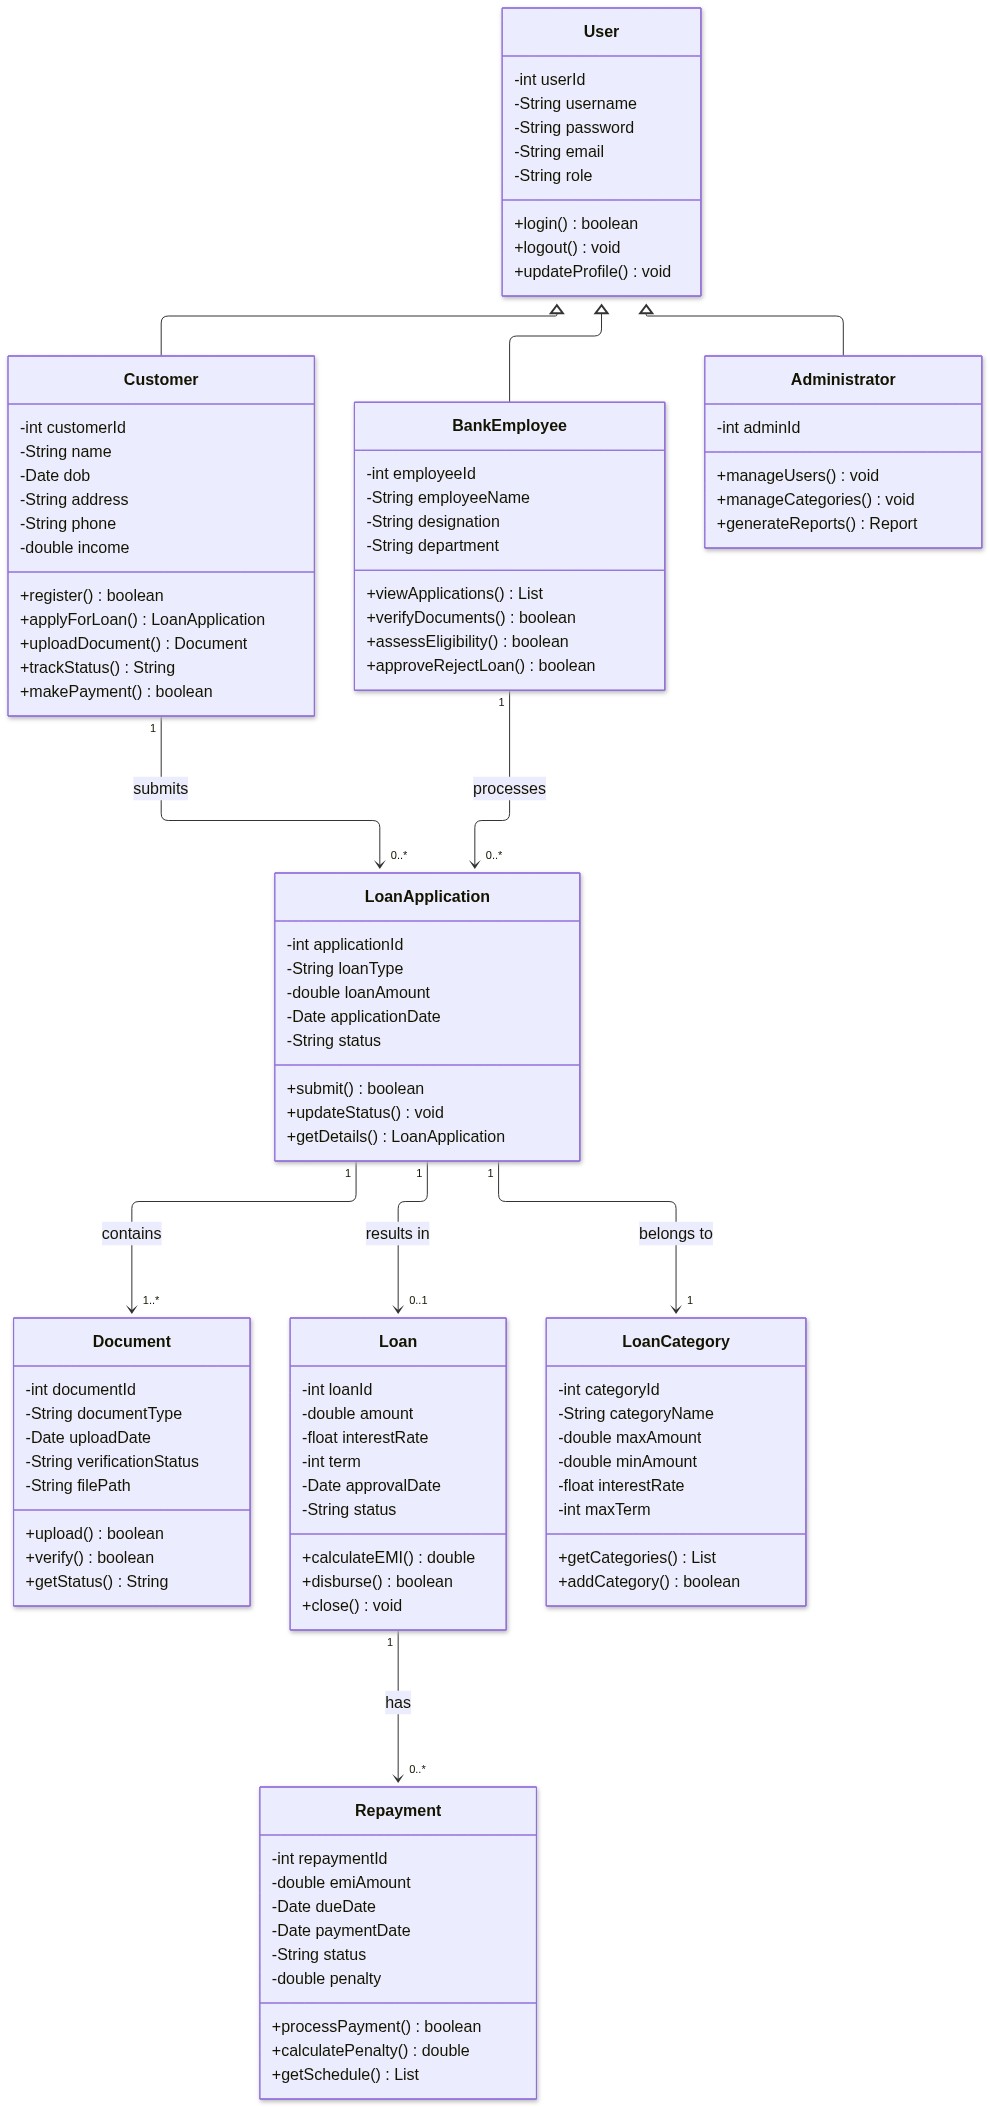 User
-int userId
-String username
-String password
-String email
-String role
+login() : boolean
+logout() : void
+updateProfile() : void
Customer
-int customerId
-String name
-Date dob
-String address
-String phone
-double income
+register() : boolean
+applyForLoan() : LoanApplication
+uploadDocument() : Document
+trackStatus() : String
+makePayment() : boolean
BankEmployee
-int employeeId
-String employeeName
-String designation
-String department
+viewApplications() : List
+verifyDocuments() : boolean
+assessEligibility() : boolean
+approveRejectLoan() : boolean
Administrator
-int adminId
+manageUsers() : void
+manageCategories() : void
+generateReports() : Report
1
submits
0..*
1
processes
0..*
LoanApplication
-int applicationId
-String loanType
-double loanAmount
-Date applicationDate
-String status
+submit() : boolean
+updateStatus() : void
+getDetails() : LoanApplication
1
contains
1..*
1
results in
0..1
1
belongs to
1
Document
-int documentId
-String documentType
-Date uploadDate
-String verificationStatus
-String filePath
+upload() : boolean
+verify() : boolean
+getStatus() : String
Loan
-int loanId
-double amount
-float interestRate
-int term
-Date approvalDate
-String status
+calculateEMI() : double
+disburse() : boolean
+close() : void
LoanCategory
-int categoryId
-String categoryName
-double maxAmount
-double minAmount
-float interestRate
-int maxTerm
+getCategories() : List
+addCategory() : boolean
1
has
0..*
Repayment
-int repaymentId
-double emiAmount
-Date dueDate
-Date paymentDate
-String status
-double penalty
+processPayment() : boolean
+calculatePenalty() : double
+getSchedule() : List